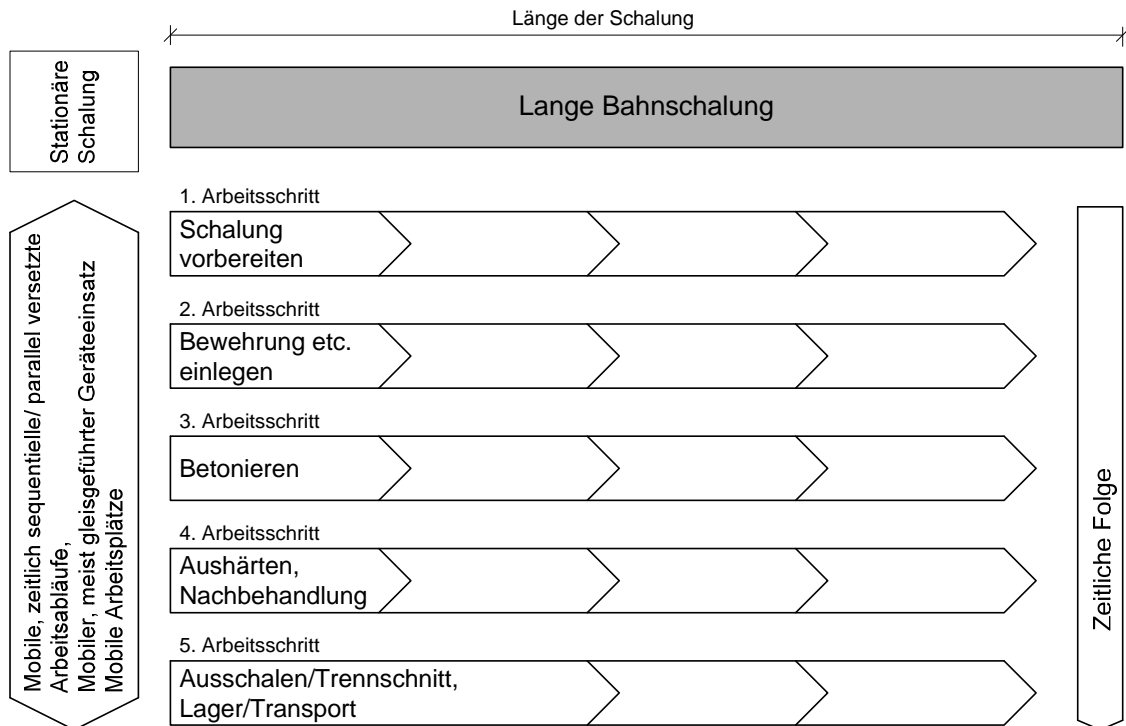 Länge der Schalung
Stationäre
Schalung
Lange Bahnschalung
1. Arbeitsschritt
Schalung
vorbereiten
2. Arbeitsschritt
Bewehrung etc.
einlegen
3. Arbeitsschritt
Betonieren
4. Arbeitsschritt
Aushärten,
Nachbehandlung
5. Arbeitsschritt
Ausschalen/Trennschnitt,
Lager/Transport
Mobile, zeitlich sequentielle/ parallel versetzte
Arbeitsabläufe,
Mobiler, meist gleisgeführter Geräteeinsatz
Mobile Arbeitsplätze
Zeitliche Folge